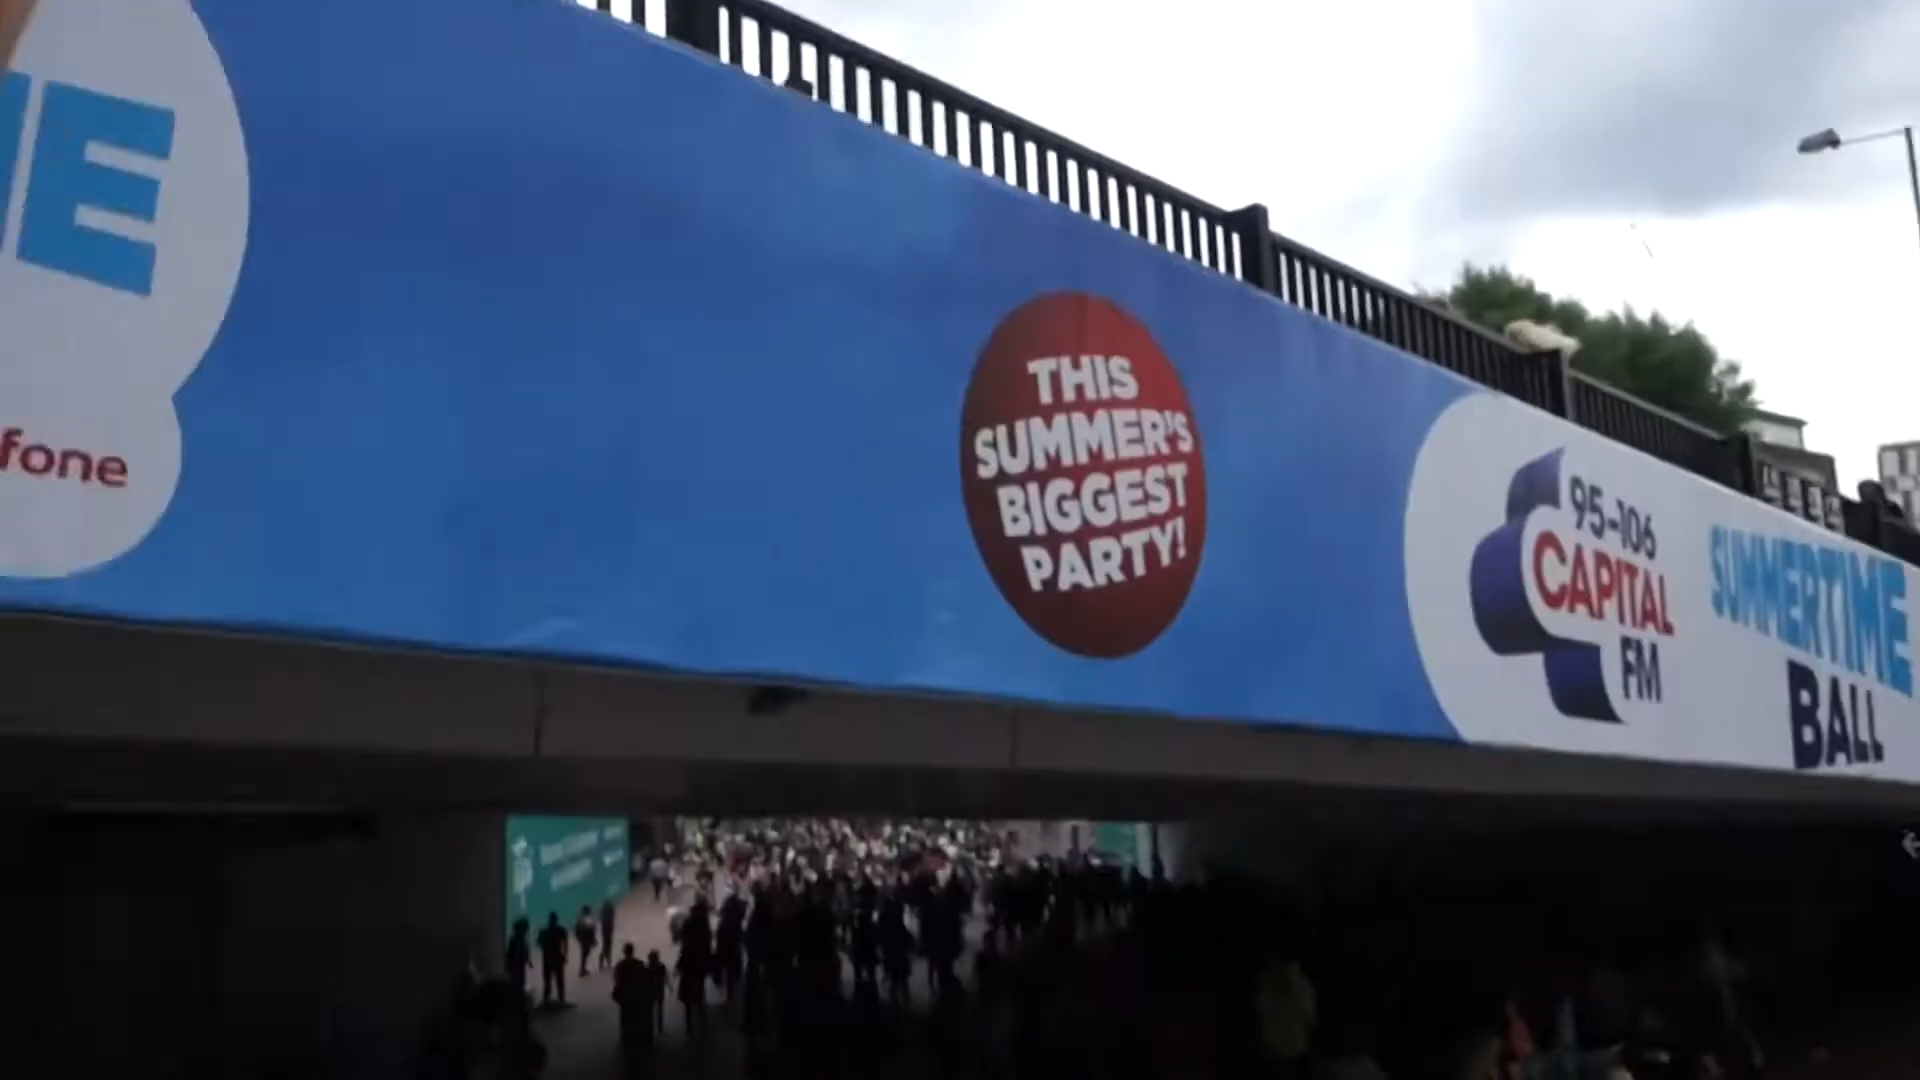 E
fone
THIS
SUMMER'S
BIGGEST
PARTY!
95-106
CAPITAL
FM
SUMMERTIME
BALL